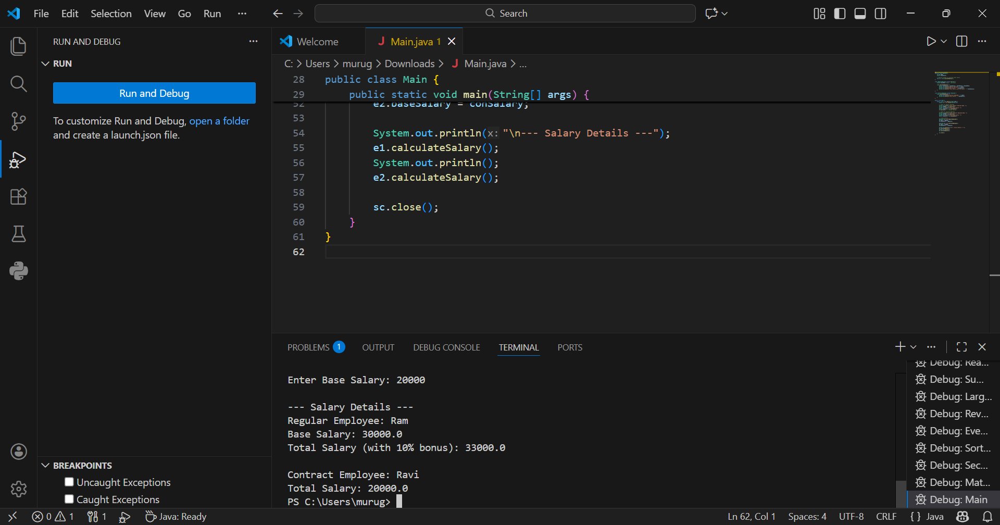 File Edit Selection View Go Run ··· Search
RUN AND DEBUG ···
RUN
Run and Debug
To customize Run and Debug, open a folder
and create a launch.json file.
Welcome
Main.java 1
C: > Users > murug > Downloads > J Main.java > ...
28 public class Main {
29 public static void main(String[] args) {
52 e2.baseSalary = conSalary;
53
54 System.out.println(x: "\n--- Salary Details ---");
55 e1.calculateSalary();
56 System.out.println();
57 e2.calculateSalary();
58
59 sc.close();
60 }
61 }
62
PROBLEMS 1 OUTPUT DEBUG CONSOLE TERMINAL PORTS
Enter Base Salary: 20000
--- Salary Details ---
Regular Employee: Ram
Base Salary: 30000.0
Total Salary (with 10% bonus): 33000.0
Contract Employee: Ravi
Total Salary: 20000.0
PS C:\Users\murug>
Debug: Rea...
Debug: Su...
Debug: Larg...
Debug: Rev...
Debug: Eve...
Debug: Sort...
Debug: Sec...
Debug: Mat...
Debug: Main
BREAKPOINTS
Uncaught Exceptions
Caught Exceptions
0 1 1 Java: Ready Ln 62, Col 1 Spaces: 4 UTF-8 CRLF { } Java